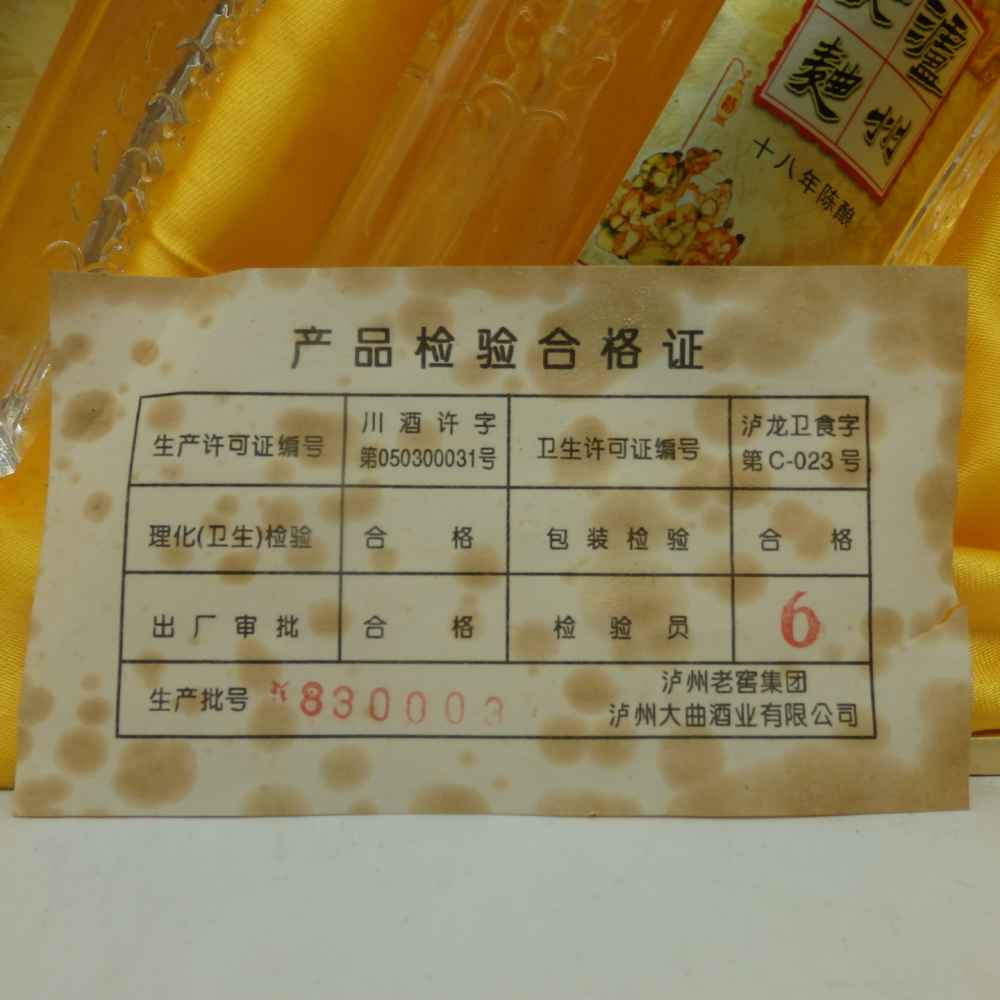 瀘州
大麯
十八年陈酿
产品检验合格证
生产许可证编号
川酒许字
第050300031号
卫生许可证编号
泸龙卫食字
第C-023号
理化(卫生)检验
合格
包装检验
合格
出厂审批
合格
检验员
6
生产批号
830003
泸州老窖集团
泸州大曲酒业有限公司